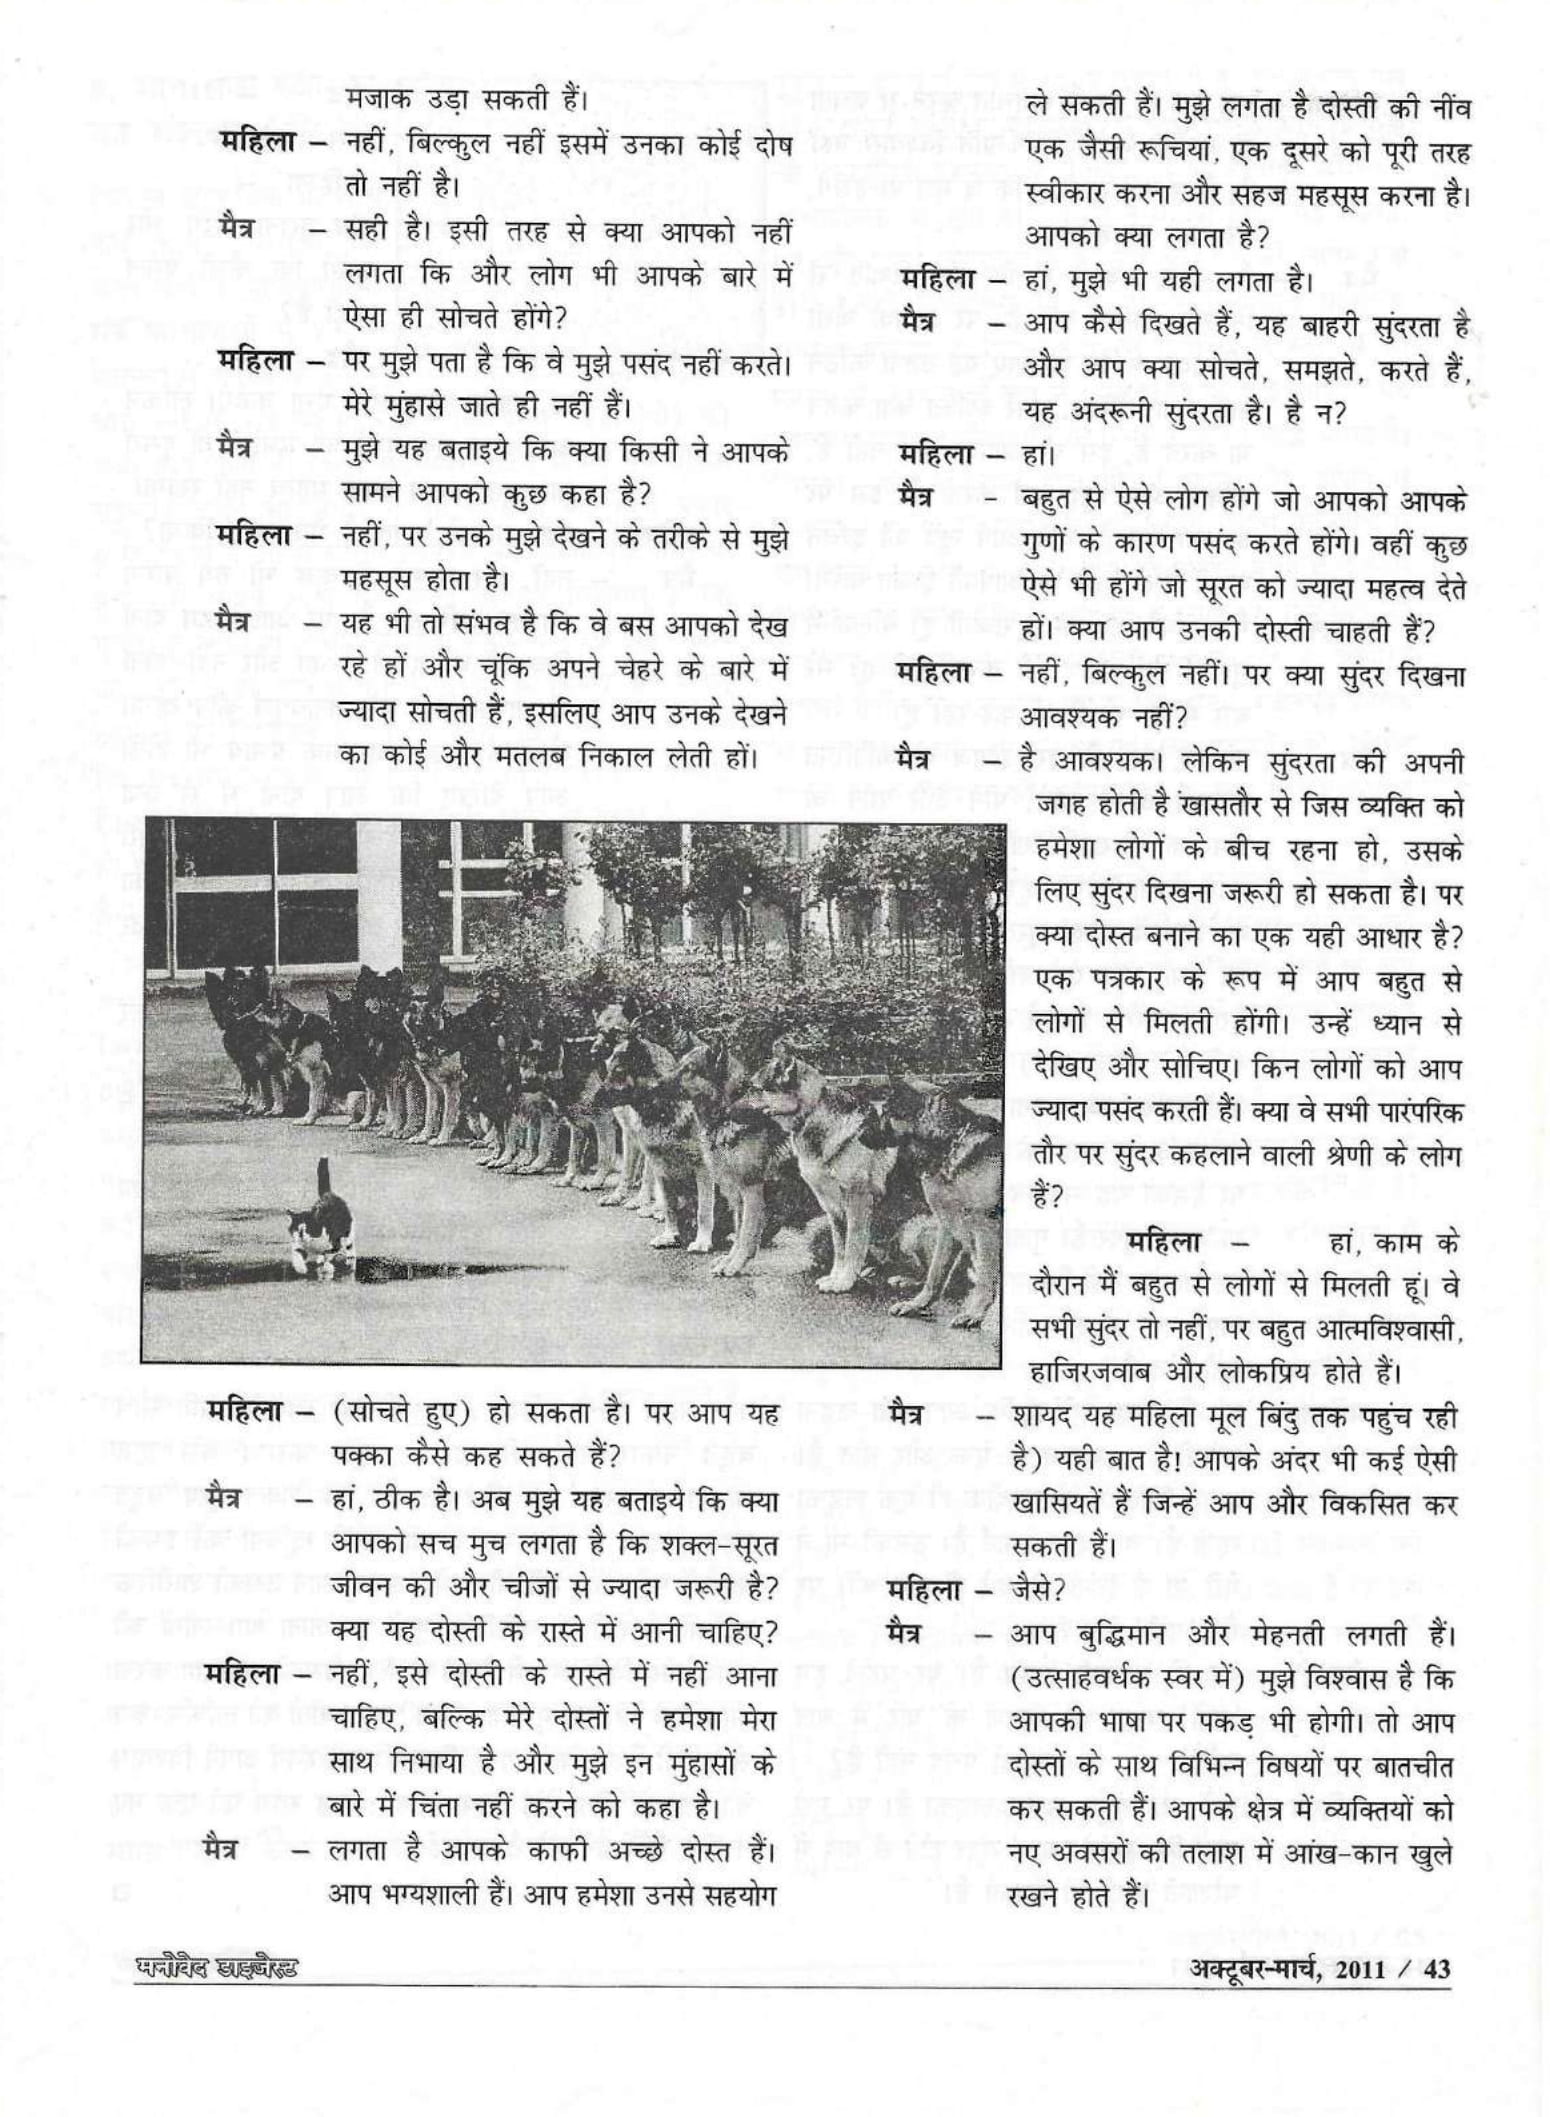 मजाक उड़ा सकती हैं।
महिला – नहीं, बिल्कुल नहीं इसमें उनका कोई दोष
तो नहीं है।
मैत्र – सही है। इसी तरह से क्या आपको नहीं
लगता कि और लोग भी आपके बारे में
ऐसा ही सोचते होंगे?
महिला – पर मुझे पता है कि वे मुझे पसंद नहीं करते।
मेरे मुंहासे जाते ही नहीं हैं।
मैत्र – मुझे यह बताइये कि क्या किसी ने आपके
सामने आपको कुछ कहा है?
महिला – नहीं, पर उनके मुझे देखने के तरीके से मुझे
महसूस होता है।
मैत्र – यह भी तो संभव है कि वे बस आपको देख
रहे हों और चूंकि अपने चेहरे के बारे में
ज्यादा सोचती हैं, इसलिए आप उनके देखने
का कोई और मतलब निकाल लेती हों।
महिला – (सोचते हुए) हो सकता है। पर आप यह
पक्का कैसे कह सकते हैं?
मैत्र – हां, ठीक है। अब मुझे यह बताइये कि क्या
आपको सच मुच लगता है कि शक्ल-सूरत
जीवन की और चीजों से ज्यादा जरूरी है?
क्या यह दोस्ती के रास्ते में आनी चाहिए?
महिला – नहीं, इसे दोस्ती के रास्ते में नहीं आना
चाहिए, बल्कि मेरे दोस्तों ने हमेशा मेरा
साथ निभाया है और मुझे इन मुंहासों के
बारे में चिंता नहीं करने को कहा है।
मैत्र – लगता है आपके काफी अच्छे दोस्त हैं।
आप भग्यशाली हैं। आप हमेशा उनसे सहयोग
ले सकती हैं। मुझे लगता है दोस्ती की नींव
एक जैसी रूचियां, एक दूसरे को पूरी तरह
स्वीकार करना और सहज महसूस करना है।
आपको क्या लगता है?
महिला – हां, मुझे भी यही लगता है।
मैत्र – आप कैसे दिखते हैं, यह बाहरी सुंदरता है
और आप क्या सोचते, समझते, करते हैं,
यह अंदरूनी सुंदरता है। है न?
महिला – हां।
मैत्र – बहुत से ऐसे लोग होंगे जो आपको आपके
गुणों के कारण पसंद करते होंगे। वहीं कुछ
ऐसे भी होंगे जो सूरत को ज्यादा महत्व देते
हों। क्या आप उनकी दोस्ती चाहती हैं?
महिला – नहीं, बिल्कुल नहीं। पर क्या सुंदर दिखना
आवश्यक नहीं?
मैत्र – है आवश्यक। लेकिन सुंदरता की अपनी
जगह होती है खासतौर से जिस व्यक्ति को
हमेशा लोगों के बीच रहना हो, उसके
लिए सुंदर दिखना जरूरी हो सकता है। पर
क्या दोस्त बनाने का एक यही आधार है?
एक पत्रकार के रूप में आप बहुत से
लोगों से मिलती होंगी। उन्हें ध्यान से
देखिए और सोचिए। किन लोगों को आप
ज्यादा पसंद करती हैं। क्या वे सभी पारंपरिक
तौर पर सुंदर कहलाने वाली श्रेणी के लोग
हैं?
महिला – हां, काम के
दौरान मैं बहुत से लोगों से मिलती हूं। वे
सभी सुंदर तो नहीं, पर बहुत आत्मविश्वासी,
हाजिरजवाब और लोकप्रिय होते हैं।
मैत्र – शायद यह महिला मूल बिंदु तक पहुंच रही
है) यही बात है! आपके अंदर भी कई ऐसी
खासियतें हैं जिन्हें आप और विकसित कर
सकती हैं।
महिला – जैसे?
मैत्र – आप बुद्धिमान और मेहनती लगती हैं।
(उत्साहवर्धक स्वर में) मुझे विश्वास है कि
आपकी भाषा पर पकड़ भी होगी। तो आप
दोस्तों के साथ विभिन्न विषयों पर बातचीत
कर सकती हैं। आपके क्षेत्र में व्यक्तियों को
नए अवसरों की तलाश में आंख-कान खुले
रखने होते है।
मनोवेद डाइजेस्ट
अक्टूबर-मार्च, 2011 / 43